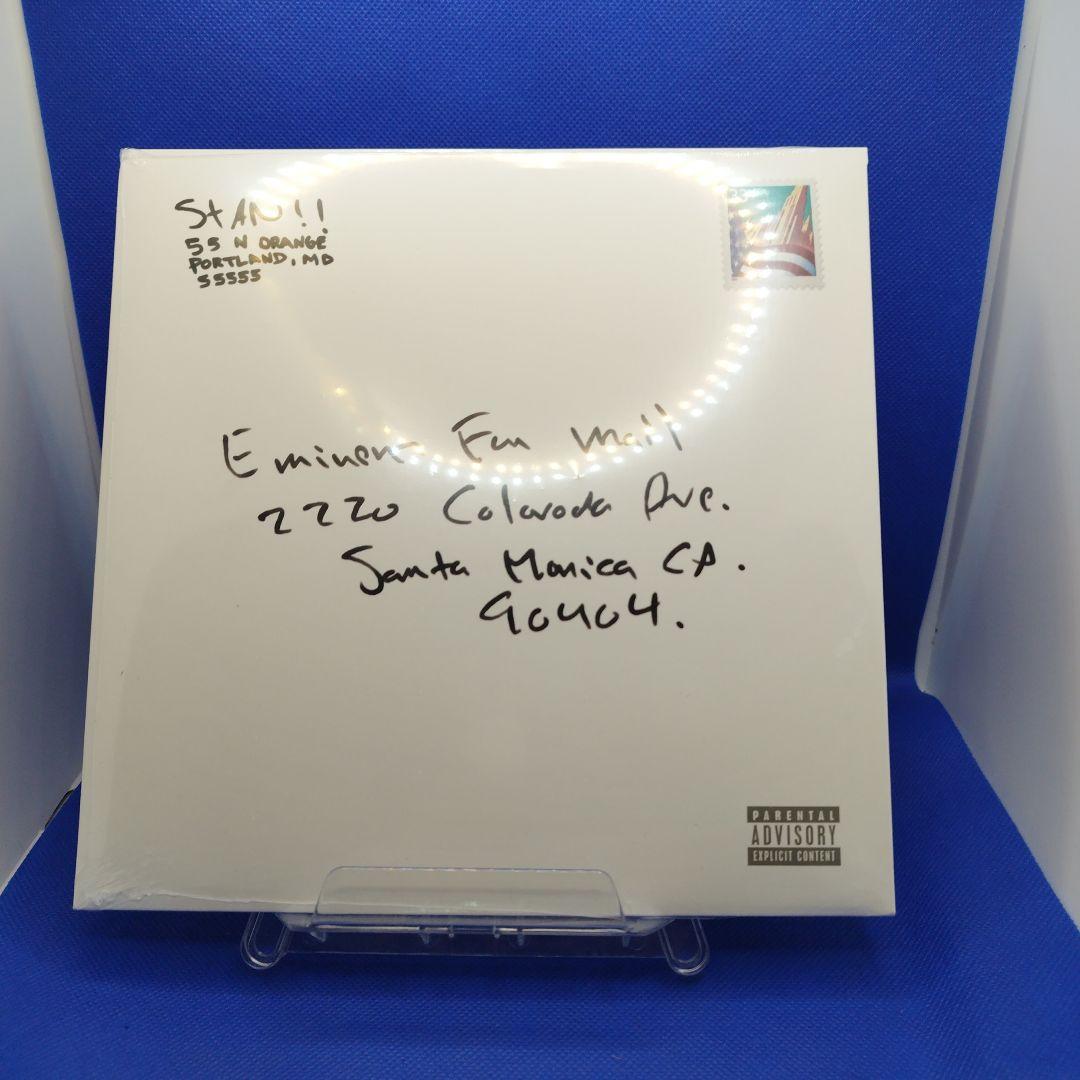 StAN!!
55 N ORANGE
PORTLAND, MD
55555
Eminem Fan Mail
2220 Colaroda Ave.
Santa Monica CA.
90404.
PARENTAL
ADVISORY
EXPLICIT CONTENT